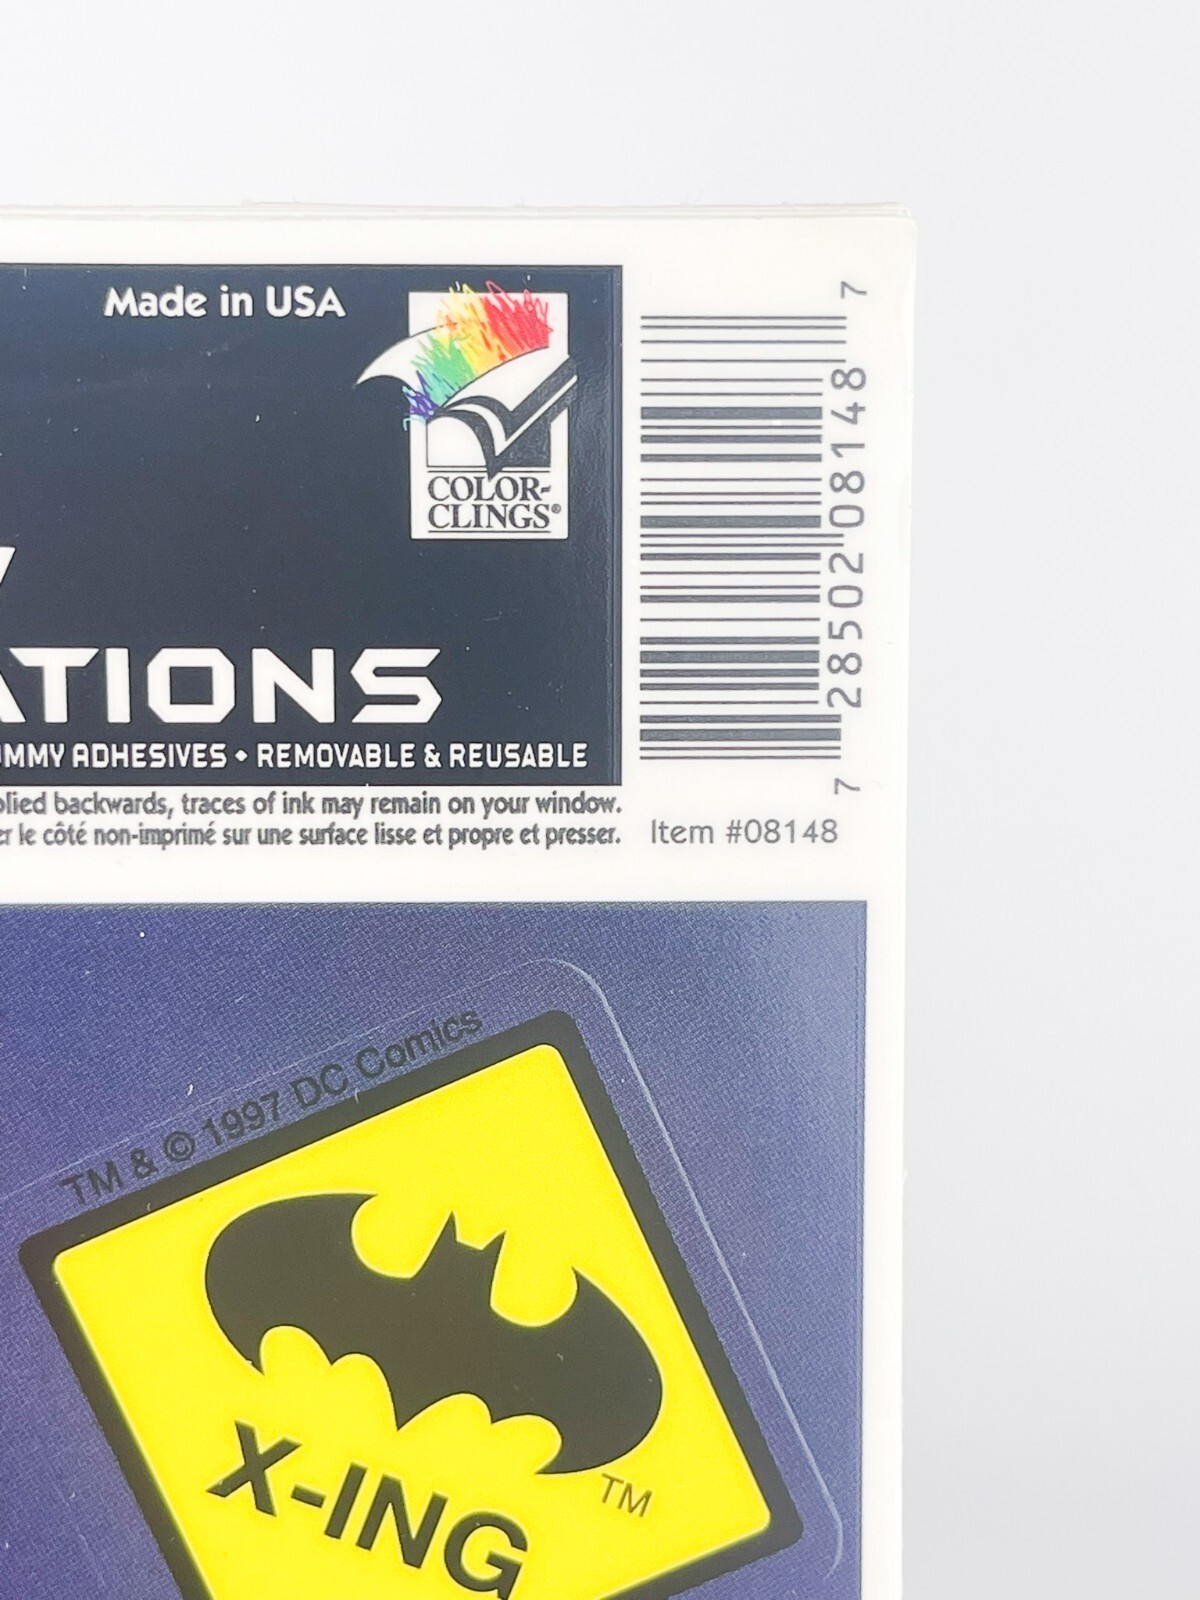 Made in USA
COLOR-
CLINGS®
ATIONS
ADHESIVES • REMOVABLE & REUSABLE
backwards, traces of ink may remain on your window.
le côté non-imprimé sur une surface lisse et propre et presser.
7 28502 08148 7
Item #08148
TM & © 1997 DC Comics
X-ING
TM